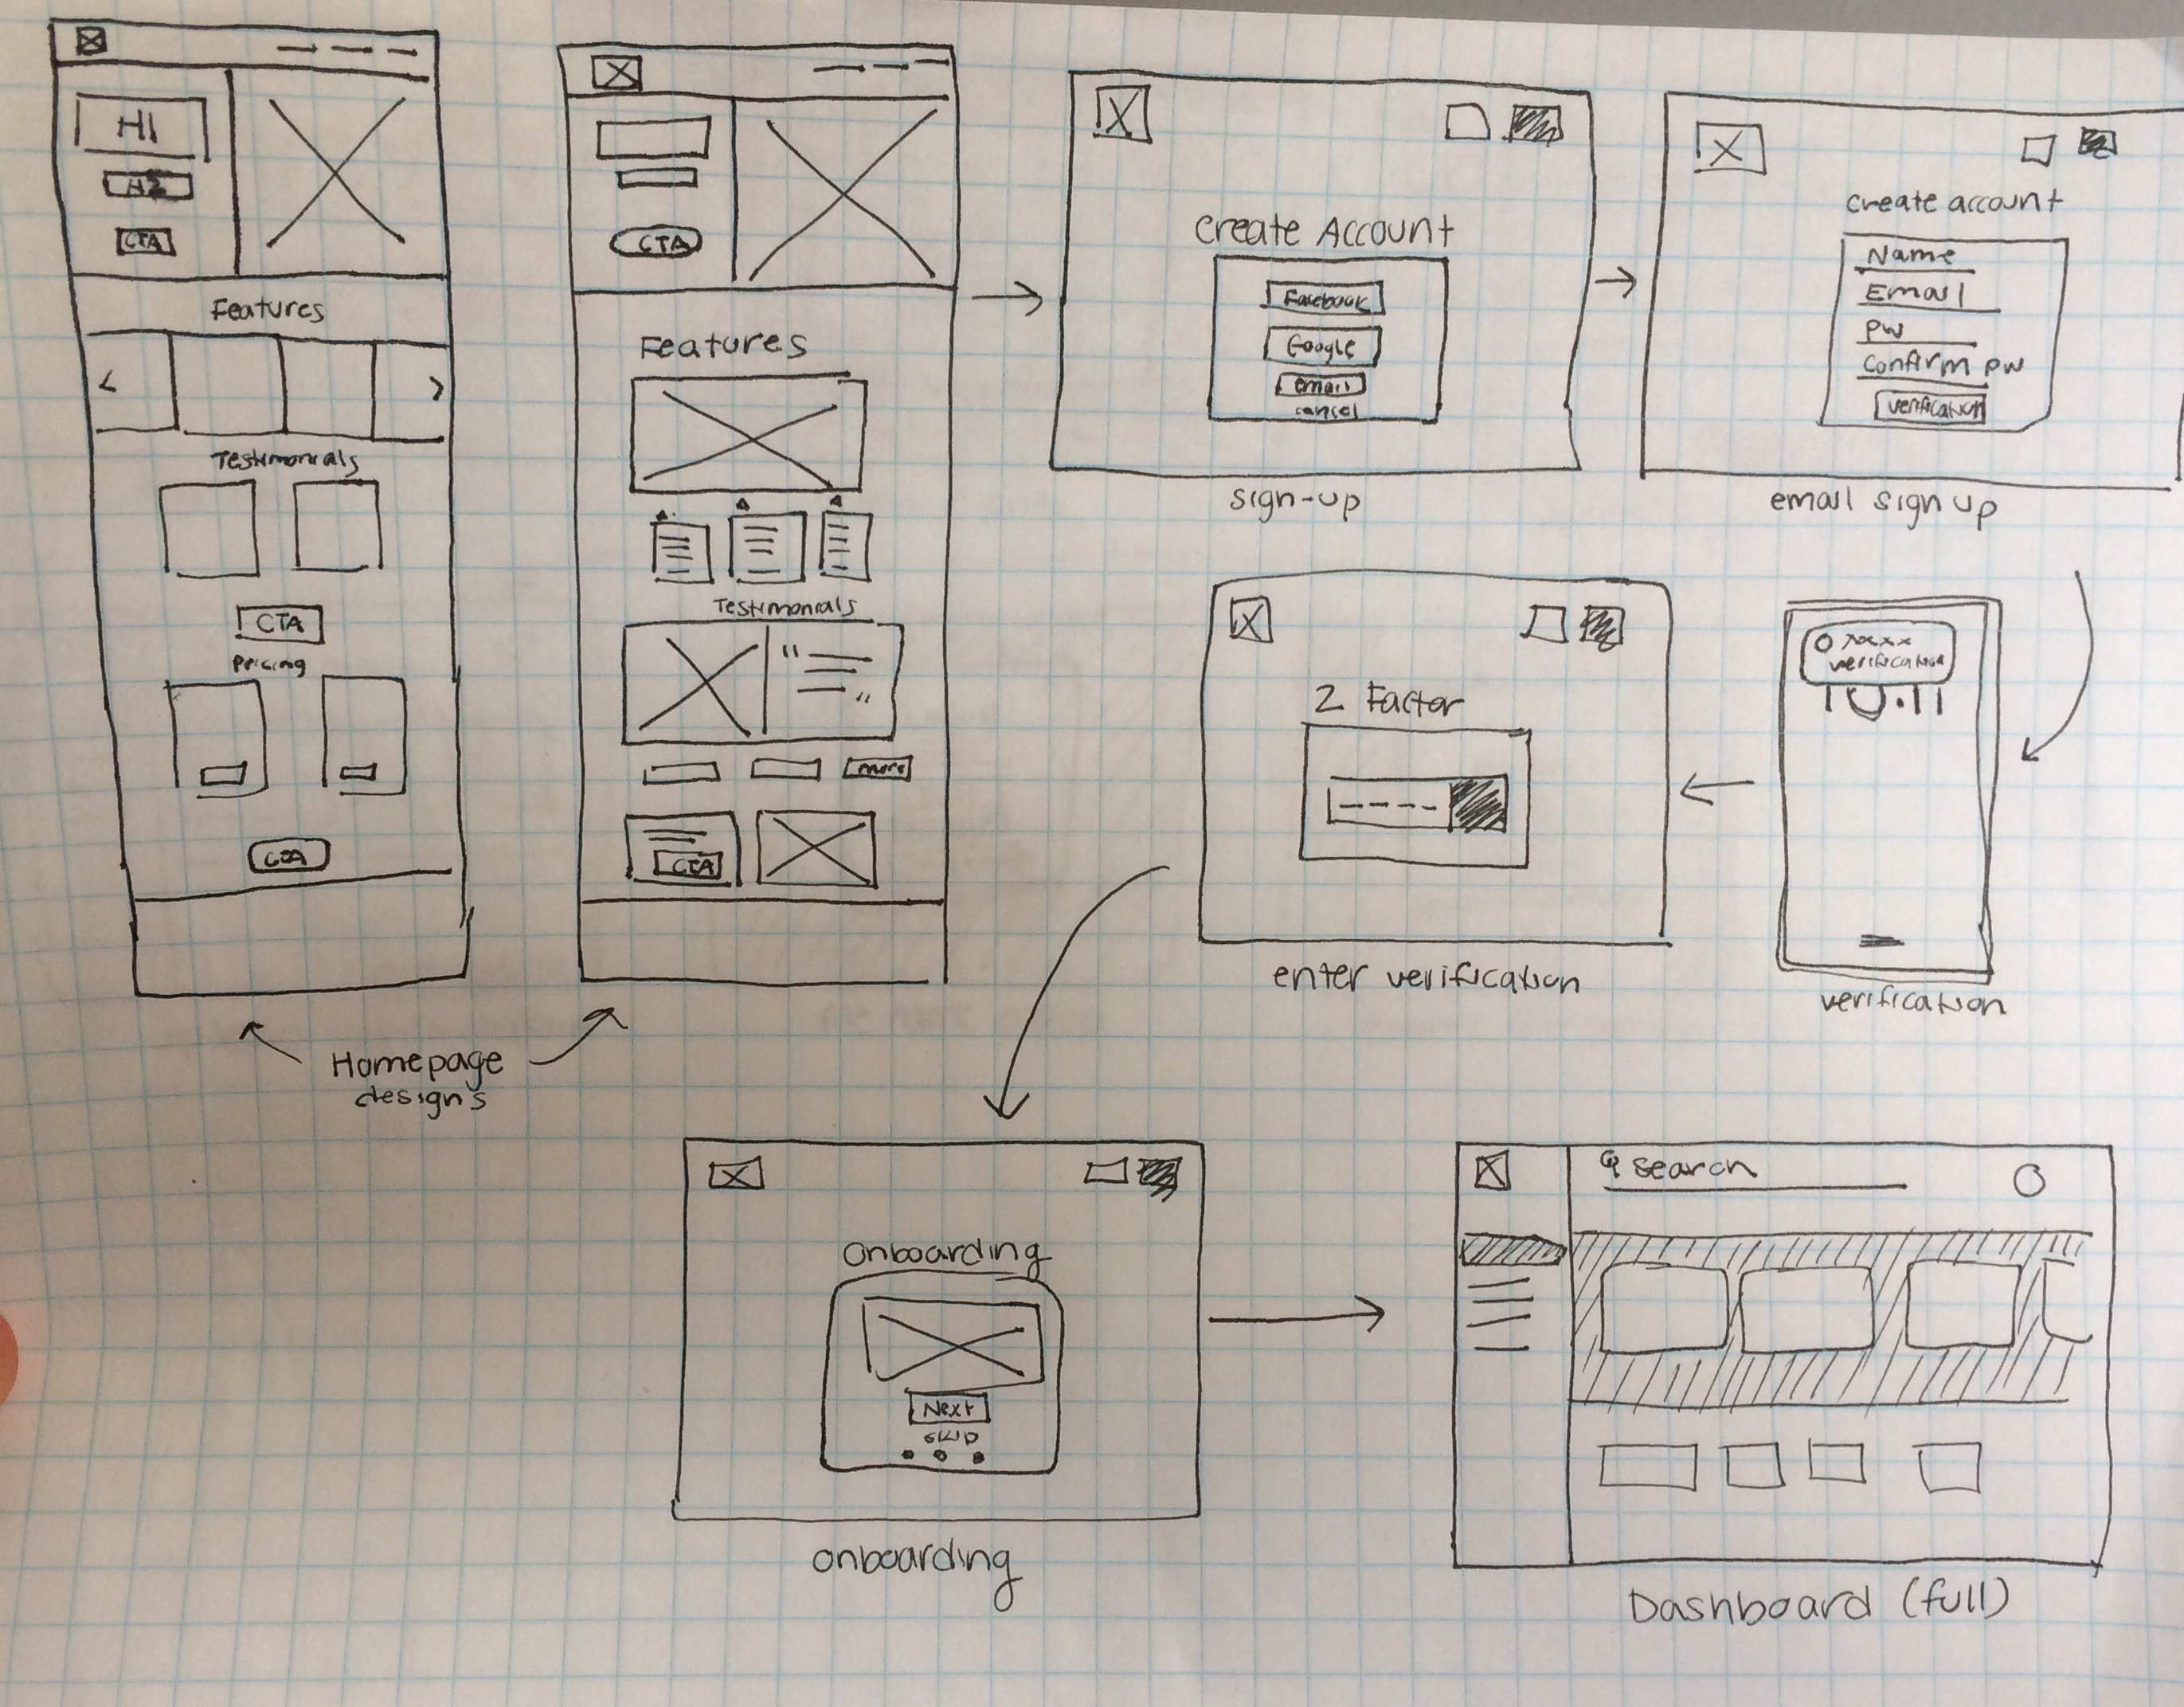 H1
H2
CTA
Features
<
>
Testimonials
CTA
Pricing
CTA
CTA
Features
Testimonials
"
"
more
CTA
Homepage
designs
Create Account
Facebook
Google
email
cancel
sign-up
create account
Name
Email
PW
Confirm pw
verification
email sign up
verification
10:11
verification
2 Factor
enter verification
Onboarding
Next
skip
onboarding
search
Dashboard (full)